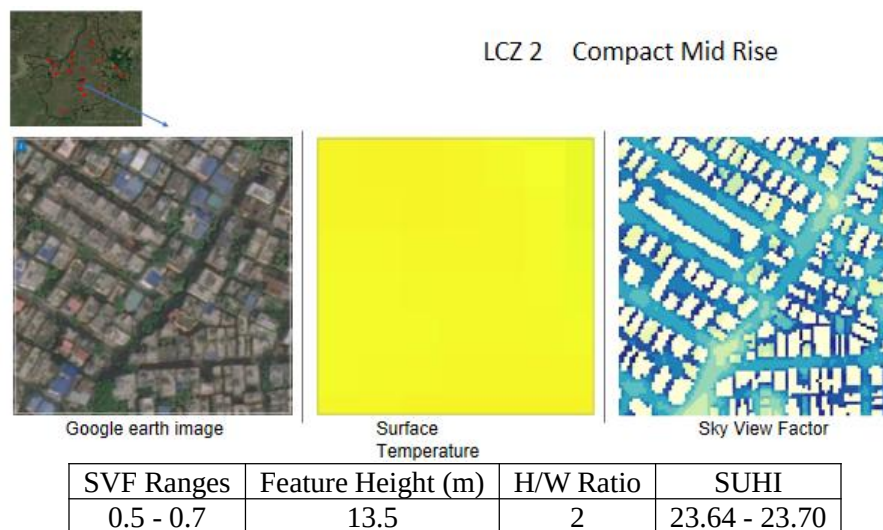 LCZ 2 Compact Mid Rise
Google earth image
Surface
Temperature
Sky View Factor
SVF Ranges Feature Height (m) H/W Ratio SUHI
0.5 - 0.7 13.5 2 23.64 - 23.70